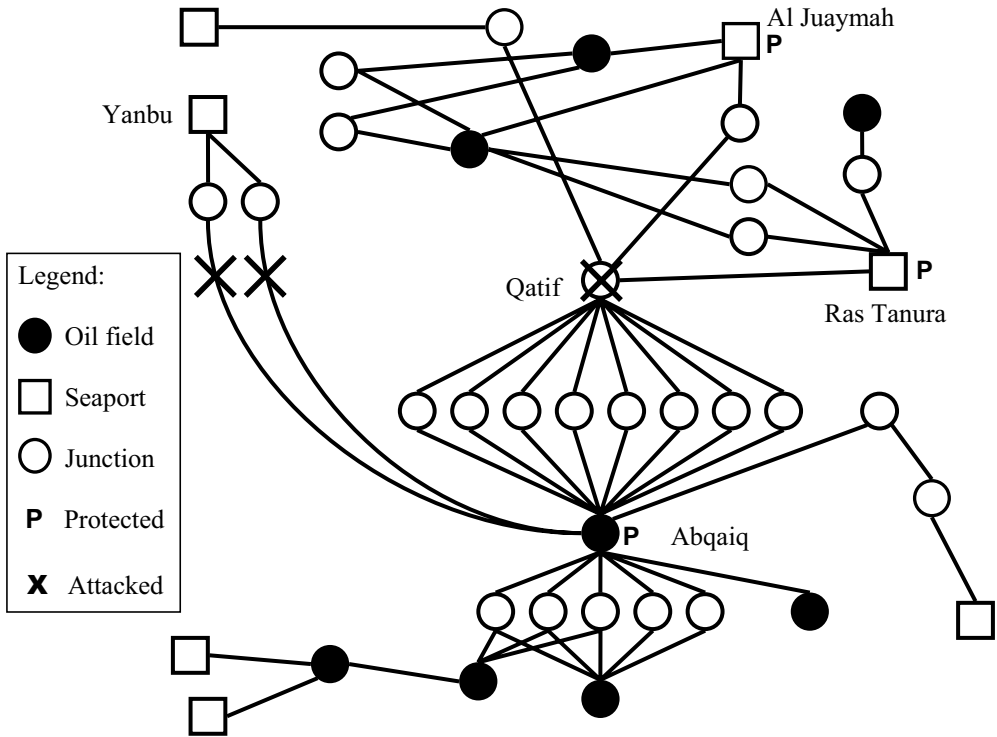 Al Juaymah
P
Yanbu
Qatif
P
Ras Tanura
Legend:
Oil field
Seaport
Junction
P Protected
X Attacked
P Abqaiq